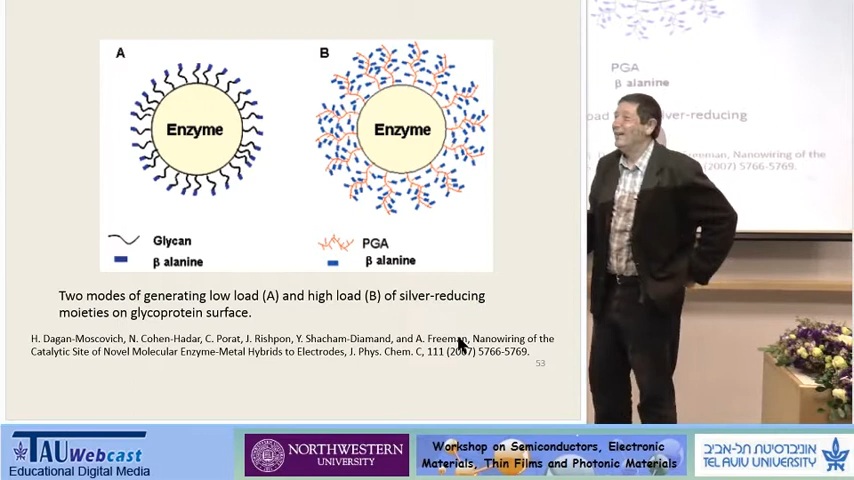 A
B
Enzyme
Enzyme
Glycan
β alanine
PGA
β alanine
Two modes of generating low load (A) and high load (B) of silver-reducing
moieties on glycoprotein surface.
H. Dagan-Moscovich, N. Cohen-Hadar, C. Porat, J. Rishpon, Y. Shacham-Diamand, and A. Freeman, Nanowiring of the
Catalytic Site of Novel Molecular Enzyme-Metal Hybrids to Electrodes, J. Phys. Chem. C, 111 (2007) 5766-5769.
53
PGA
β alanine
silver-reducing
Freeman, Nanowiring of the
(2007) 5766-5769.
TAU Webcast
Educational Digital Media
NORTHWESTERN
UNIVERSITY
Workshop on Semiconductors, Electronic
Materials, Thin Films and Photonic Materials
אוניברסיטת תל-אביב
TEL AVIV UNIVERSITY